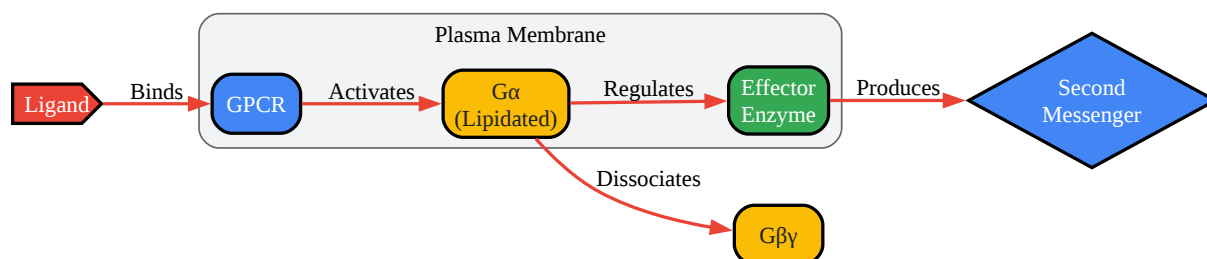 Plasma Membrane
Ligand
Binds
GPCR
Activates
Gα
(Lipidated)
Regulates
Effector
Enzyme
Produces
Second
Messenger
Dissociates
Gβγ